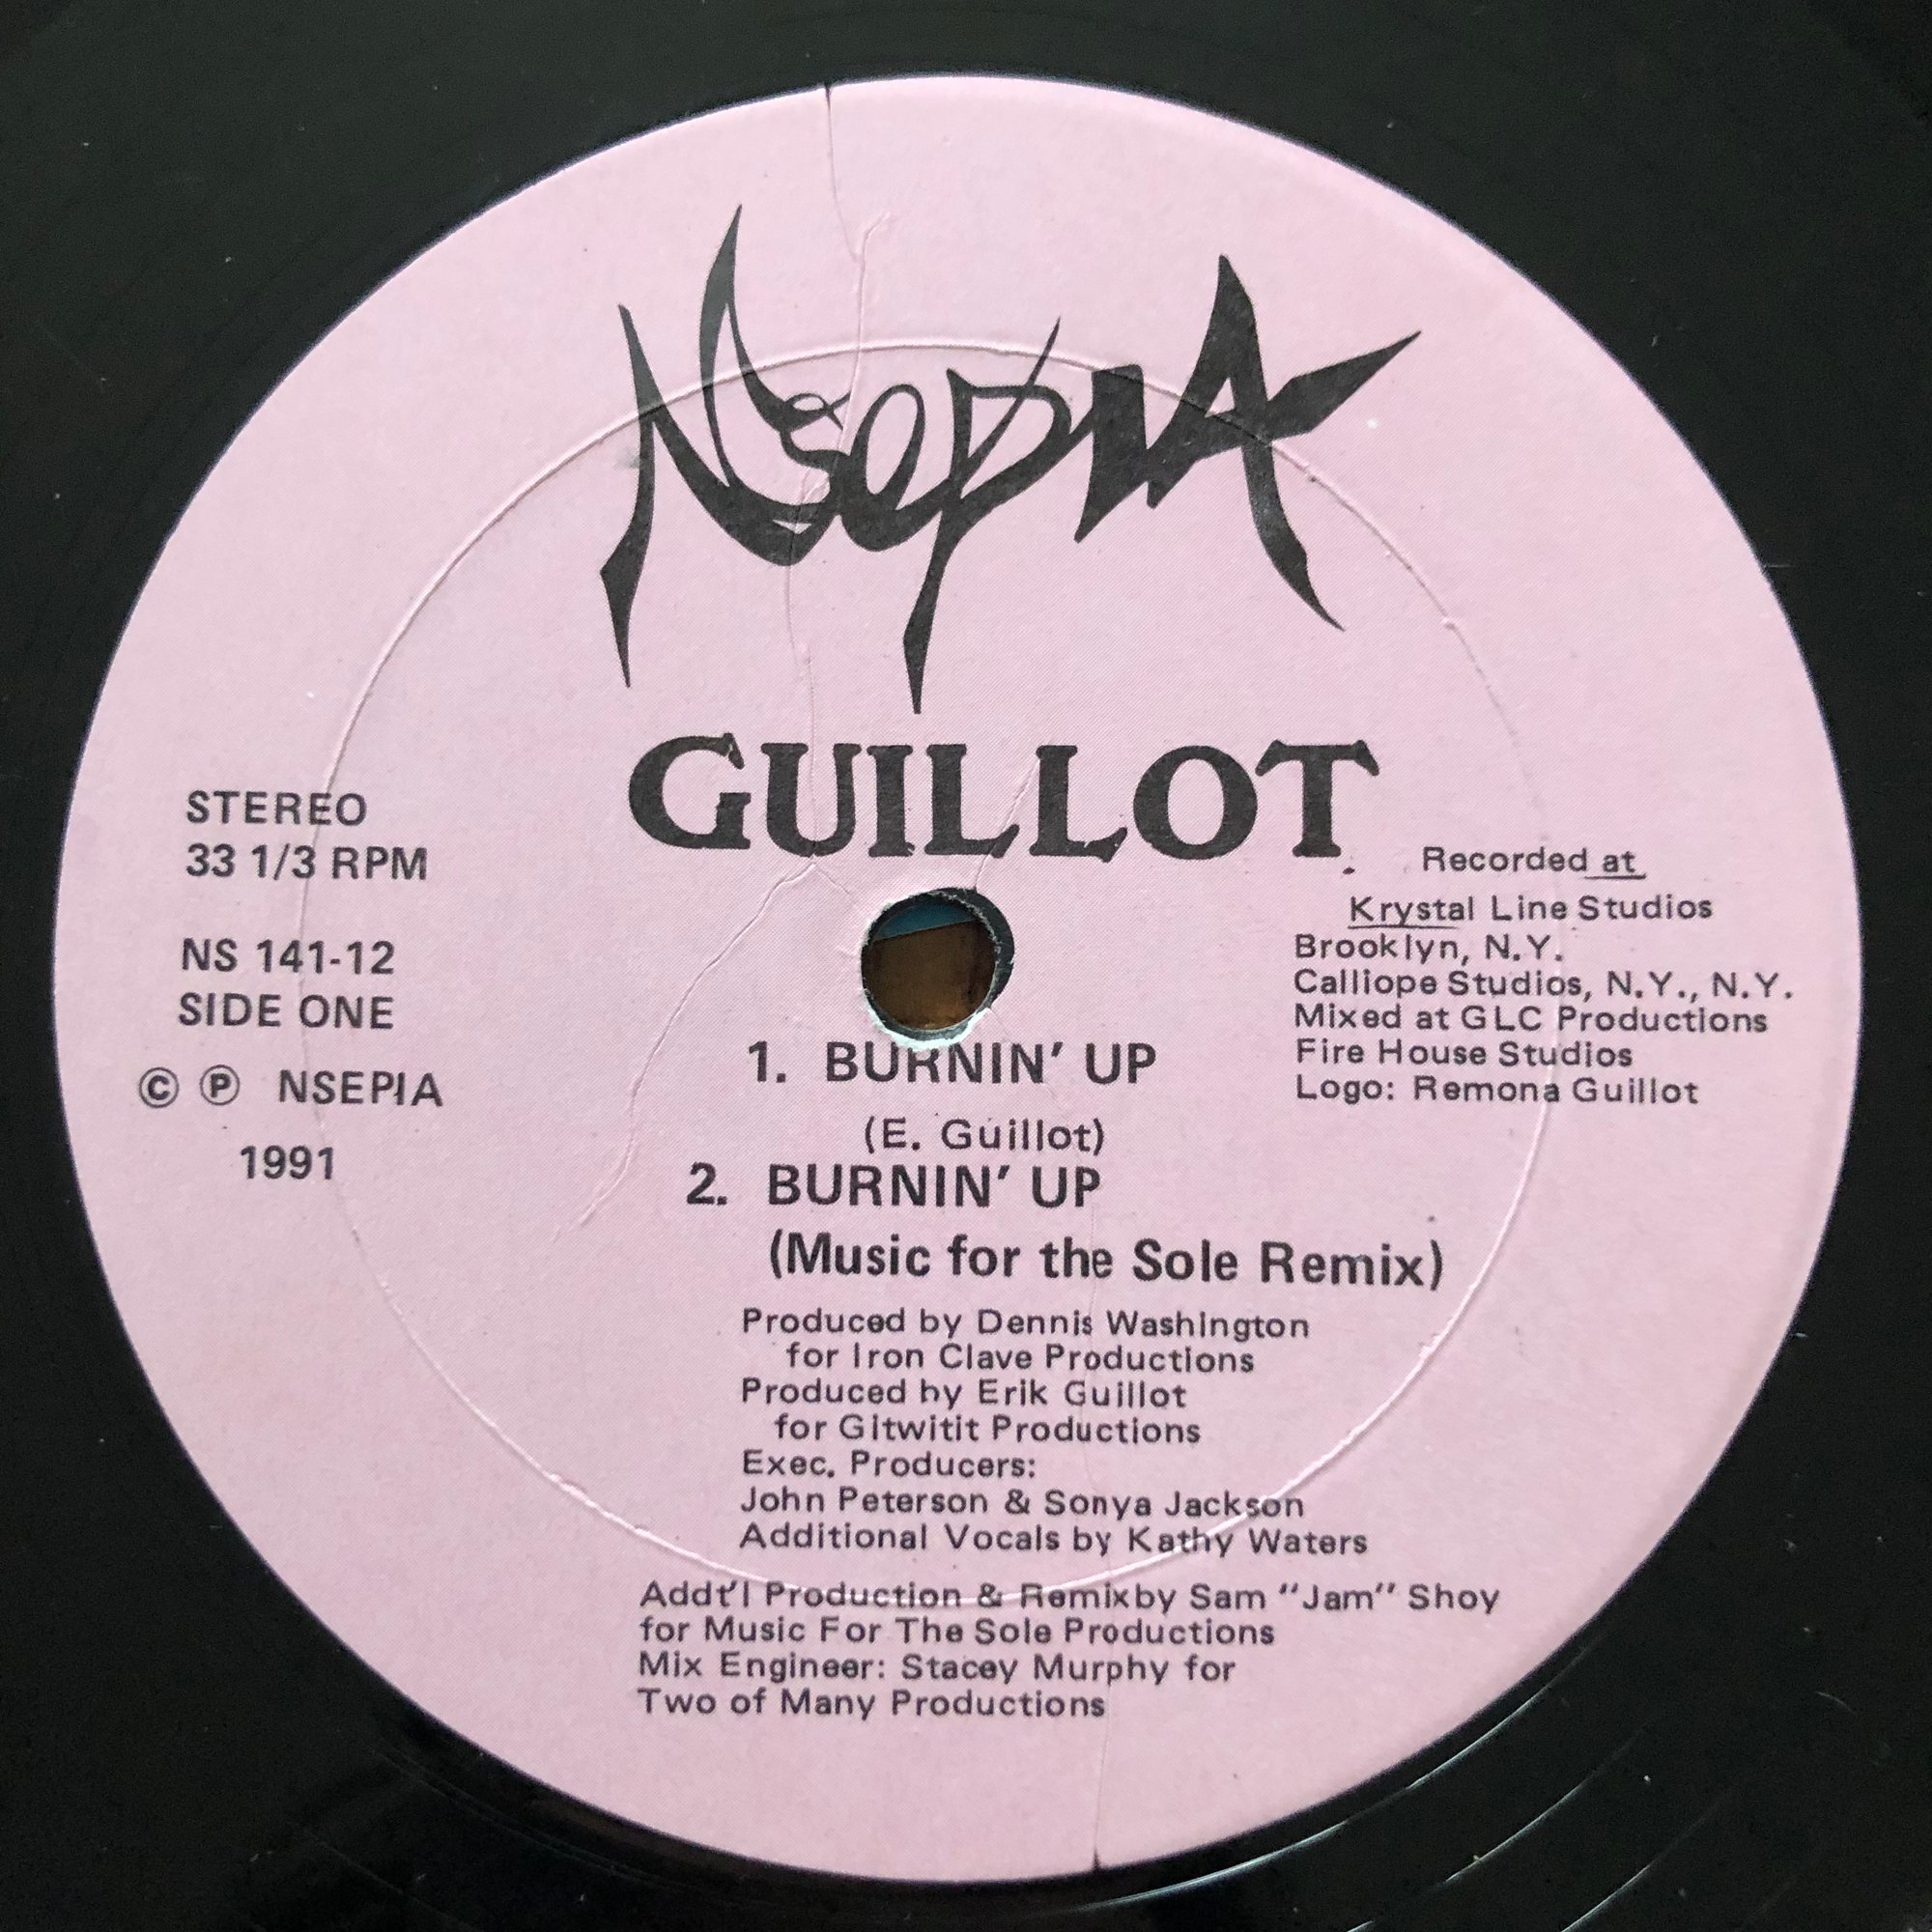 NsepIA
GUILLOT
STEREO
33 1/3 RPM
NS 141-12
SIDE ONE
© ℗ NSEPIA
1991
Recorded at
Krystal Line Studios
Brooklyn, N.Y.
Calliope Studios, N.Y., N.Y.
Mixed at GLC Productions
Fire House Studios
Logo: Remona Guillot
1. BURNIN' UP
(E. Guillot)
2. BURNIN' UP
(Music for the Sole Remix)
Produced by Dennis Washington
for Iron Clave Productions
Produced by Erik Guillot
for Gitwitit Productions
Exec. Producers:
John Peterson & Sonya Jackson
Additional Vocals by Kathy Waters
Addt'l Production & Remixby Sam "Jam" Shoy
for Music For The Sole Productions
Mix Engineer: Stacey Murphy for
Two of Many Productions